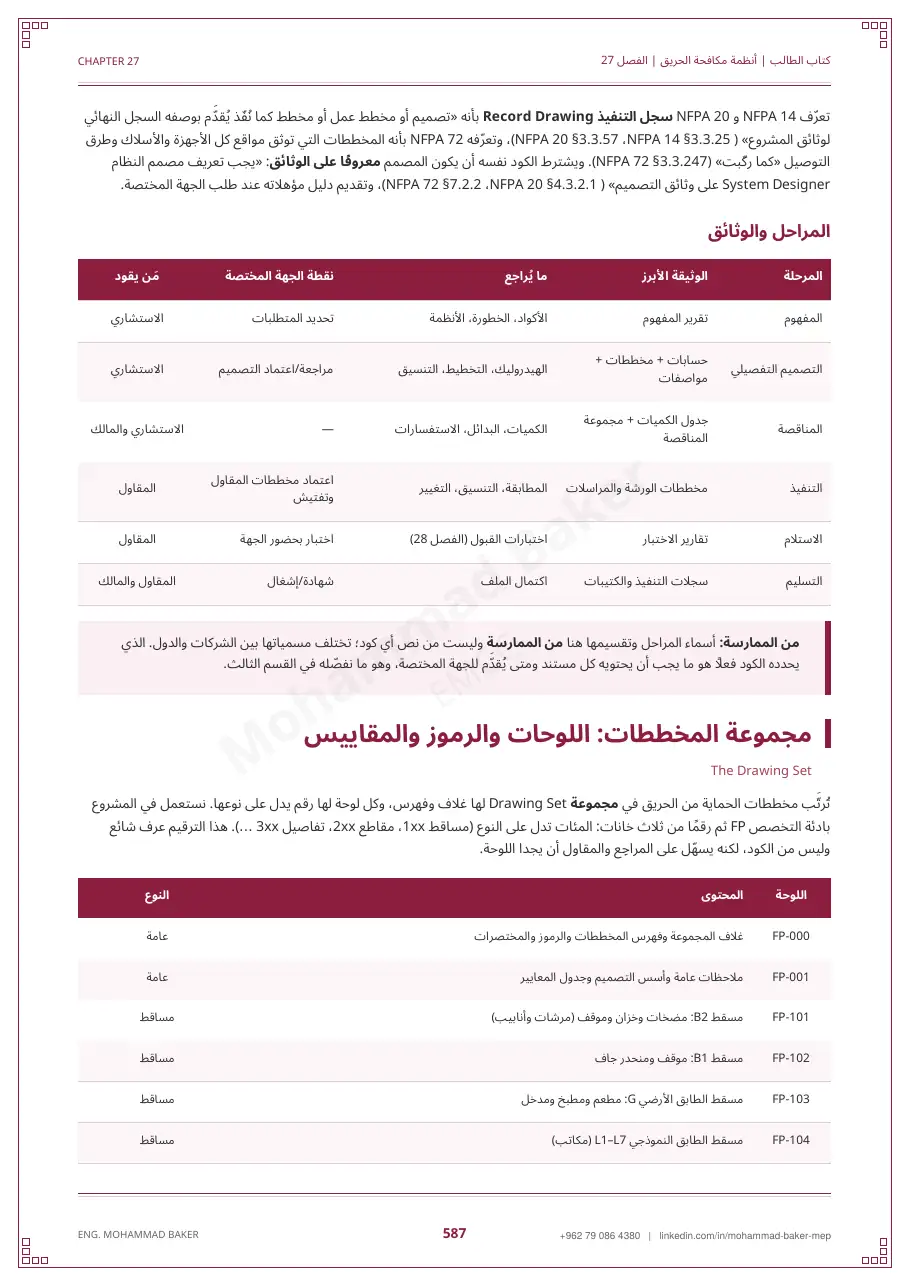 كتاب الطالب | أنظمة مكافحة الحريق | الفصل 27
CHAPTER 27
تعرّف NFPA 14 و NFPA 20 سجل التنفيذ Record Drawing بأنه «تصميم أو مخطط عمل أو مخطط كما نُفّذ يُقدَّم بوصفه السجل النهائي
لوثائق المشروع» (NFPA 20 §3.3.57 ،NFPA 14 §3.3.25)، وتعرّفه NFPA 72 بأنه المخططات التي توثق مواقع كل الأجهزة والأسلاك وطرق
التوصيل «كما رُكّبت» (NFPA 72 §3.3.247). ويشترط الكود نفسه أن يكون المصمم معروفًا على الوثائق: «يجب تعريف مصمم النظام
System Designer على وثائق التصميم» (NFPA 72 §7.2.2 ،NFPA 20 §4.3.2.1)، وتقديم دليل مؤهلاته عند طلب الجهة المختصة.
المراحل والوثائق
المرحلة الوثيقة الأبرز ما يُراجع نقطة الجهة المختصة مَن يقود
المفهوم تقرير المفهوم الأكواد، الخطورة، الأنظمة تحديد المتطلبات الاستشاري
التصميم التفصيلي حسابات + مخططات + مواصفات الهيدروليك، التخطيط، التنسيق مراجعة/اعتماد التصميم الاستشاري
المناقصة جدول الكميات + مجموعة المناقصة الكميات، البدائل، الاستفسارات — الاستشاري والمالك
التنفيذ مخططات الورشة والمراسلات المطابقة، التنسيق، التغيير اعتماد مخططات المقاول وتفتيش المقاول
الاستلام تقارير الاختبار اختبارات القبول (الفصل 28) اختبار بحضور الجهة المقاول
التسليم سجلات التنفيذ والكتيبات اكتمال الملف شهادة/إشغال المقاول والمالك
من الممارسة: أسماء المراحل وتقسيمها هنا من الممارسة وليست من نص أي كود؛ تختلف مسمياتها بين الشركات والدول. الذي
يحدده الكود فعلًا هو ما يجب أن يحتويه كل مستند ومتى يُقدَّم للجهة المختصة، وهو ما نفصّله في القسم الثالث.
مجموعة المخططات: اللوحات والرموز والمقاييس
The Drawing Set
تُرتَّب مخططات الحماية من الحريق في مجموعة Drawing Set لها غلاف وفهرس، وكل لوحة لها رقم يدل على نوعها. نستعمل في المشروع
بادئة التخصص FP ثم رقمًا من ثلاث خانات: المئات تدل على النوع (مساقط 1xx، مقاطع 2xx، تفاصيل 3xx …). هذا الترقيم عرف شائع
وليس من الكود، لكنه يسهّل على المراجِع والمقاول أن يجدا اللوحة.
اللوحة المحتوى النوع
FP-000 غلاف المجموعة وفهرس المخططات والرموز والمختصرات عامة
FP-001 ملاحظات عامة وأسس التصميم وجدول المعايير عامة
FP-101 مسقط B2: مضخات وخزان وموقف (مرشات وأنابيب) مساقط
FP-102 مسقط B1: موقف ومنحدر جاف مساقط
FP-103 مسقط الطابق الأرضي G: مطعم ومطبخ ومدخل مساقط
FP-104 مسقط الطابق النموذجي L1–L7 (مكاتب) مساقط
Mohammad Baker
ENG. MOHAMMAD BAKER
587
+962 79 086 4380 | linkedin.com/in/mohammad-baker-mep